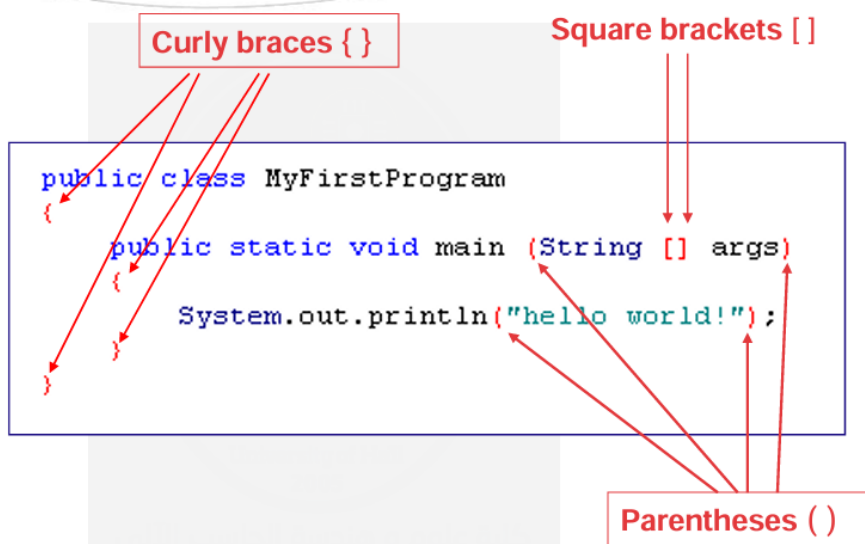 Curly braces { }
Square brackets [ ]
public class MyFirstProgram
{
public static void main (String [] args)
{
System.out.println("hello world!");
}
}
Parentheses ( )